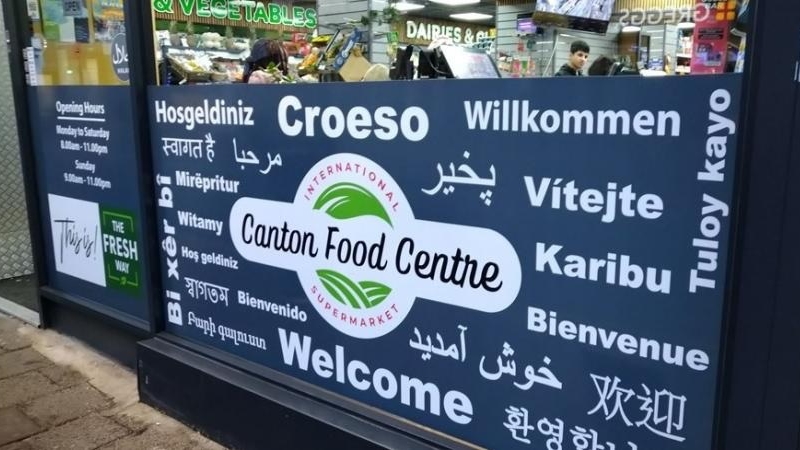 & VEGETABLES
DAIRIES &
GREGGS
HALAL
Opening Hours
Monday to Saturday
8.00am - 11.00pm
Sunday
9.00am - 11.00pm
This is!
THE
FRESH
WAY
Hosgeldiniz
Croeso
Willkommen
स्वागत है
مرحبا
پخیر
Mirëpritur
Vítejte
Tuloy kayo
Bi xêr bî
Witamy
INTERNATIONAL
Canton Food Centre
SUPERMARKET
Karibu
Hoş geldiniz
স্বাগতম
Bienvenido
Bienvenue
Բարի գալուստ
Welcome
خوش آمدید
欢迎
환영합니